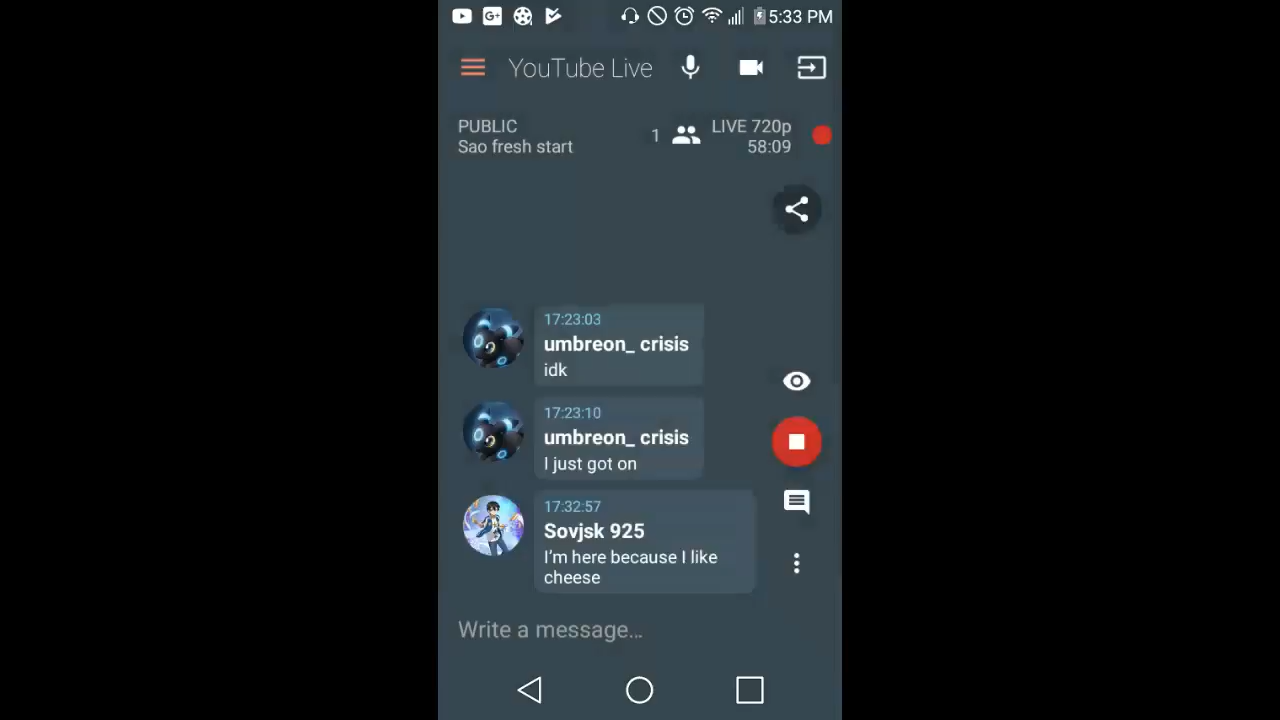 G+ 5:33 PM
YouTube Live
PUBLIC
Sao fresh start
1
LIVE 720p
58:09
17:23:03
umbreon_ crisis
idk
17:23:10
umbreon_ crisis
I just got on
17:32:57
Sovjsk 925
I'm here because I like
cheese
Write a message...